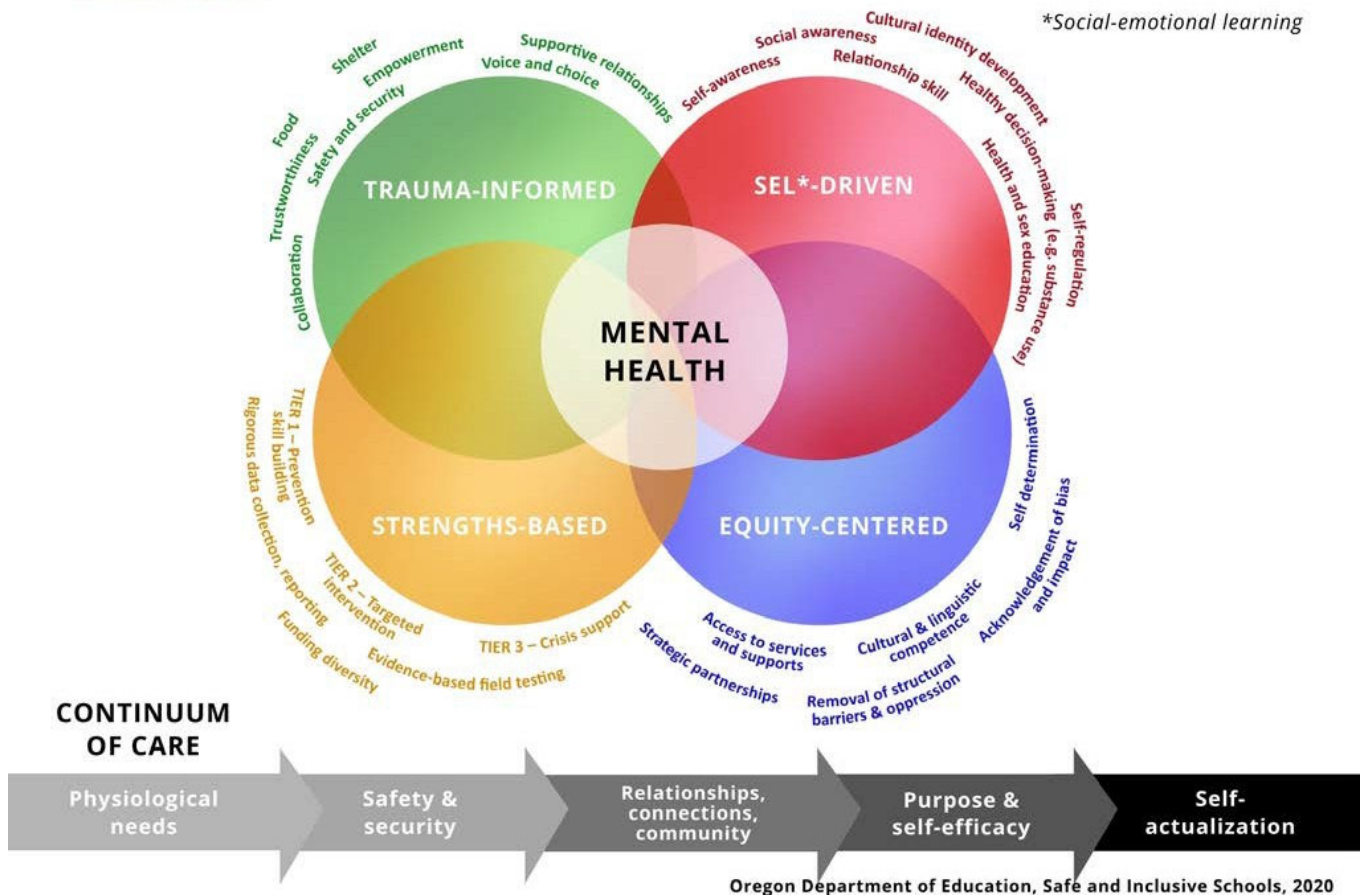 *Social-emotional learning
Shelter
Empowerment
Supportive relationships
Voice and choice
Food
Safety and security
Trustworthiness
Collaboration
TRAUMA-INFORMED
Social awareness
Cultural identity development
Self-awareness
Relationship skill
Healthy decision-making (e.g. substance use)
Health and sex education
Self-regulation
SEL*-DRIVEN
MENTAL
HEALTH
TIER 1 – Prevention
skill building
Rigorous data collection, reporting
TIER 2 – Targeted
intervention
TIER 3 – Crisis support
Evidence-based field testing
Funding diversity
STRENGTHS-BASED
EQUITY-CENTERED
Self determination
Acknowledgement of bias
and impact
Cultural & linguistic
competence
Access to services
and supports
Strategic partnerships
Removal of structural
barriers & oppression
CONTINUUM
OF CARE
Physiological
needs
Safety &
security
Relationships,
connections,
community
Purpose &
self-efficacy
Self-
actualization
Oregon Department of Education, Safe and Inclusive Schools, 2020